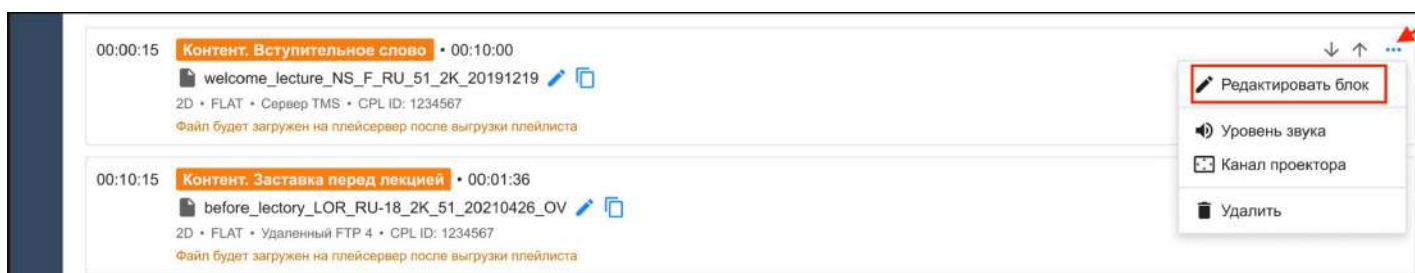 00:00:15 Контент. Вступительное слово • 00:10:00
welcome_lecture_NS_F_RU_51_2K_20191219
2D • FLAT • Сервер TMS • CPL ID: 1234567
Файл будет загружен на плейсервер после выгрузки плейлиста
Редактировать блок
Уровень звука
Канал проектора
Удалить
00:10:15 Контент. Заставка перед лекцией • 00:01:36
before_lectory_LOR_RU-18_2K_51_20210426_OV
2D • FLAT • Удаленный FTP 4 • CPL ID: 1234567
Файл будет загружен на плейсервер после выгрузки плейлиста